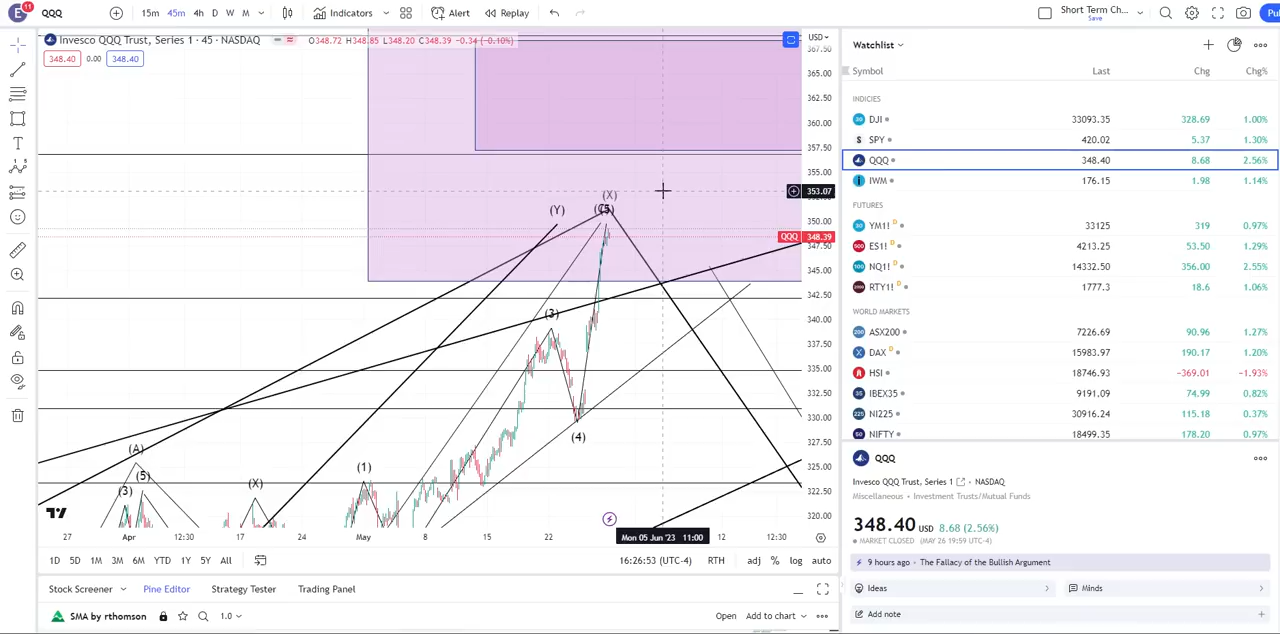 E 11 QQQ 15m 45m 4h D W M Indicators Alert Replay Short Term Ch... Save Pu
Invesco QQQ Trust, Series 1 · 45 · NASDAQ O348.72 H348.85 L348.20 C348.39 −0.34 (−0.10%) USD
348.40 0.00 348.40
367.50
365.00
362.50
360.00
357.50
355.00
353.07
350.00
QQQ 348.39
347.50
345.00
342.50
340.00
337.50
335.00
332.50
330.00
327.50
325.00
322.50
320.00
(X)
(Y)
(3)
(4)
(1)
(A)
(5)
(3)
(X)
27 Apr 12:30 17 24 May 8 15 22 Mon 05 Jun '23 11:00 12 12:30
1D 5D 1M 3M 6M YTD 1Y 5Y All 16:26:53 (UTC-4) RTH adj % log auto
Stock Screener Pine Editor Strategy Tester Trading Panel
SMA by rthomson 1.0 Open Add to chart
Watchlist
Symbol Last Chg Chg%
INDICIES
DJI 33093.35 328.69 1.00%
SPY 420.02 5.37 1.30%
QQQ 348.40 8.68 2.56%
IWM 176.15 1.98 1.14%
FUTURES
YM1! D 33125 319 0.97%
ES1! D 4213.25 53.50 1.29%
NQ1! D 14332.50 356.00 2.55%
RTY1! D 1777.3 18.6 1.06%
WORLD MARKETS
ASX200 7226.69 90.96 1.27%
DAX D 15983.97 190.17 1.20%
HSI 18746.93 −369.01 −1.93%
IBEX35 9191.09 74.99 0.82%
NI225 30916.24 115.18 0.37%
NIFTY 18499.35 178.20 0.97%
QQQ
Invesco QQQ Trust, Series 1 · NASDAQ
Miscellaneous · Investment Trusts/Mutual Funds
348.40 USD 8.68 (2.56%)
MARKET CLOSED (MAY 26 19:59 UTC-4)
9 hours ago · The Fallacy of the Bullish Argument
Ideas Minds
Add note